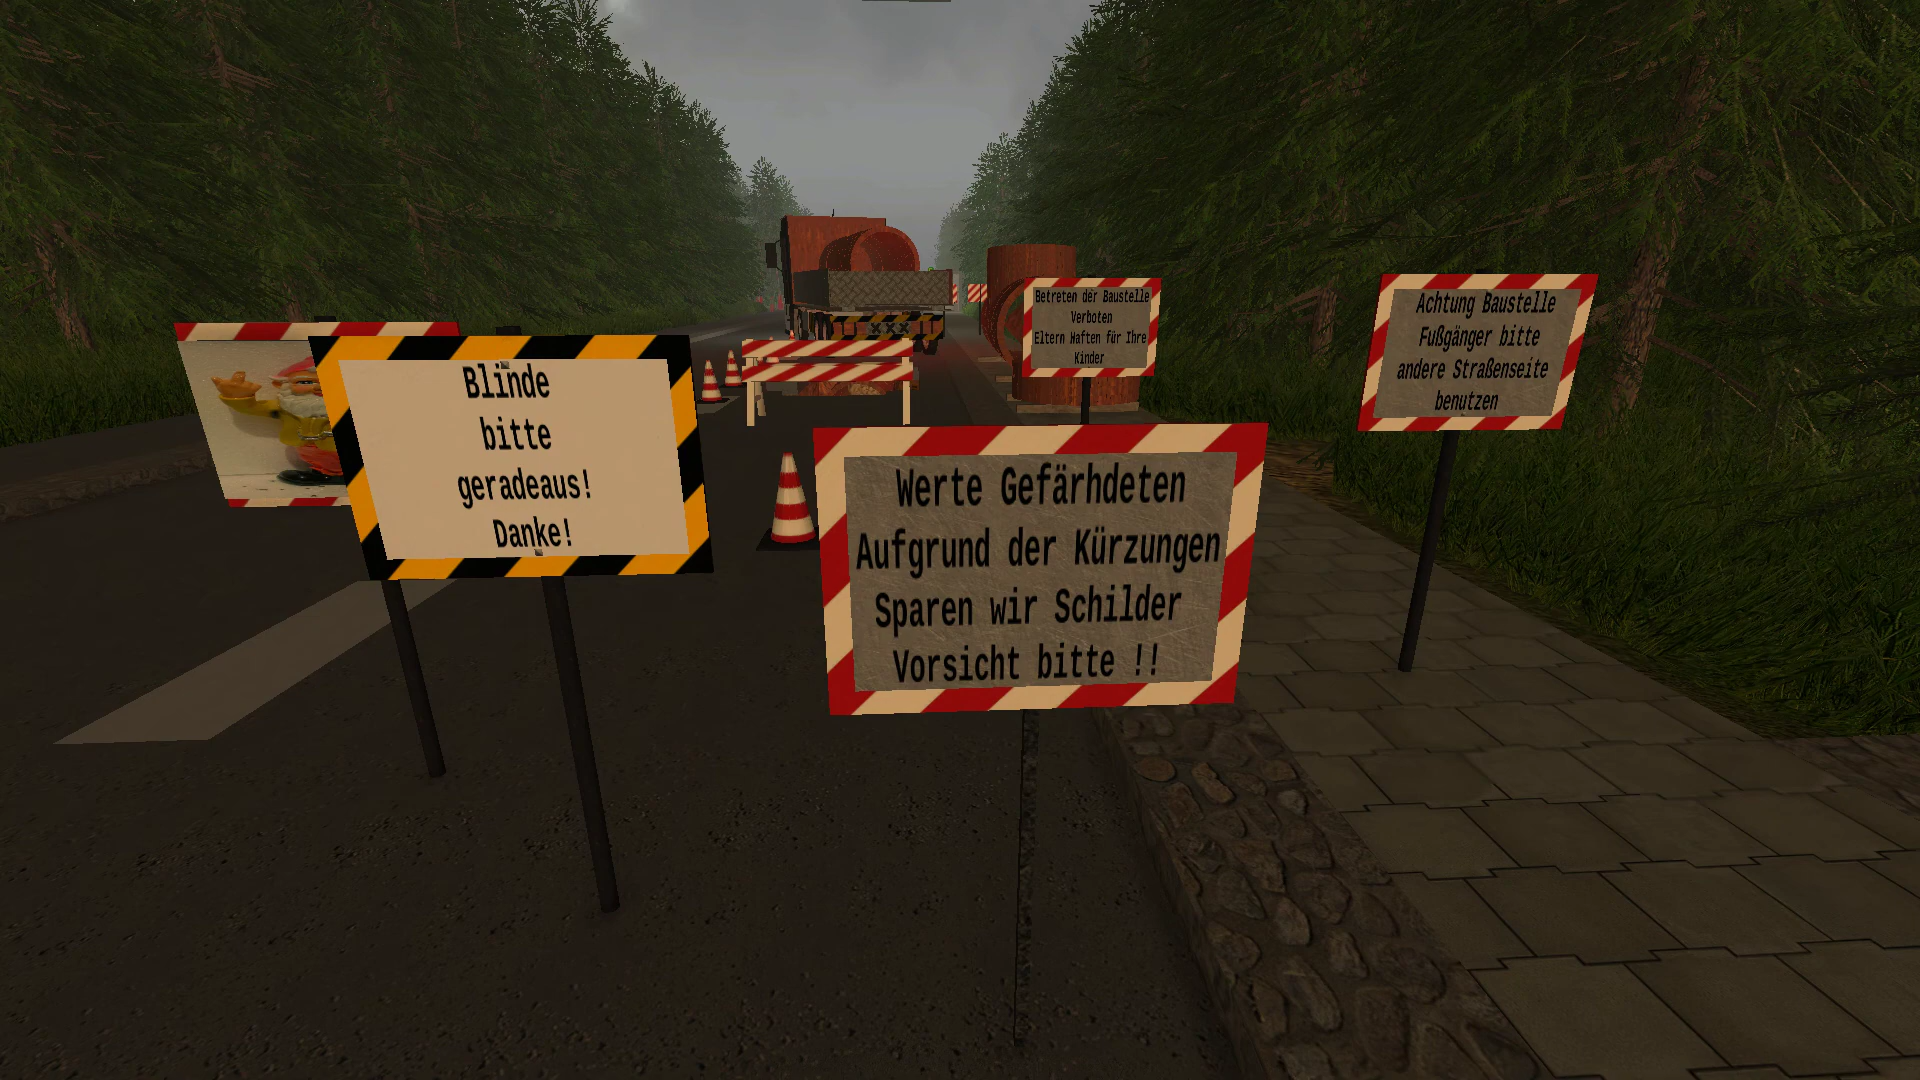 Blinde
bitte
geradeaus!
Danke!
Werte Gefärhdeten
Aufgrund der Kürzungen
Sparen wir Schilder
Vorsicht bitte !!
Betreten der Baustelle
Verboten
Eltern Haften für Ihre
Kinder
Achtung Baustelle
Fußgänger bitte
andere Straßenseite
benutzen
XXX